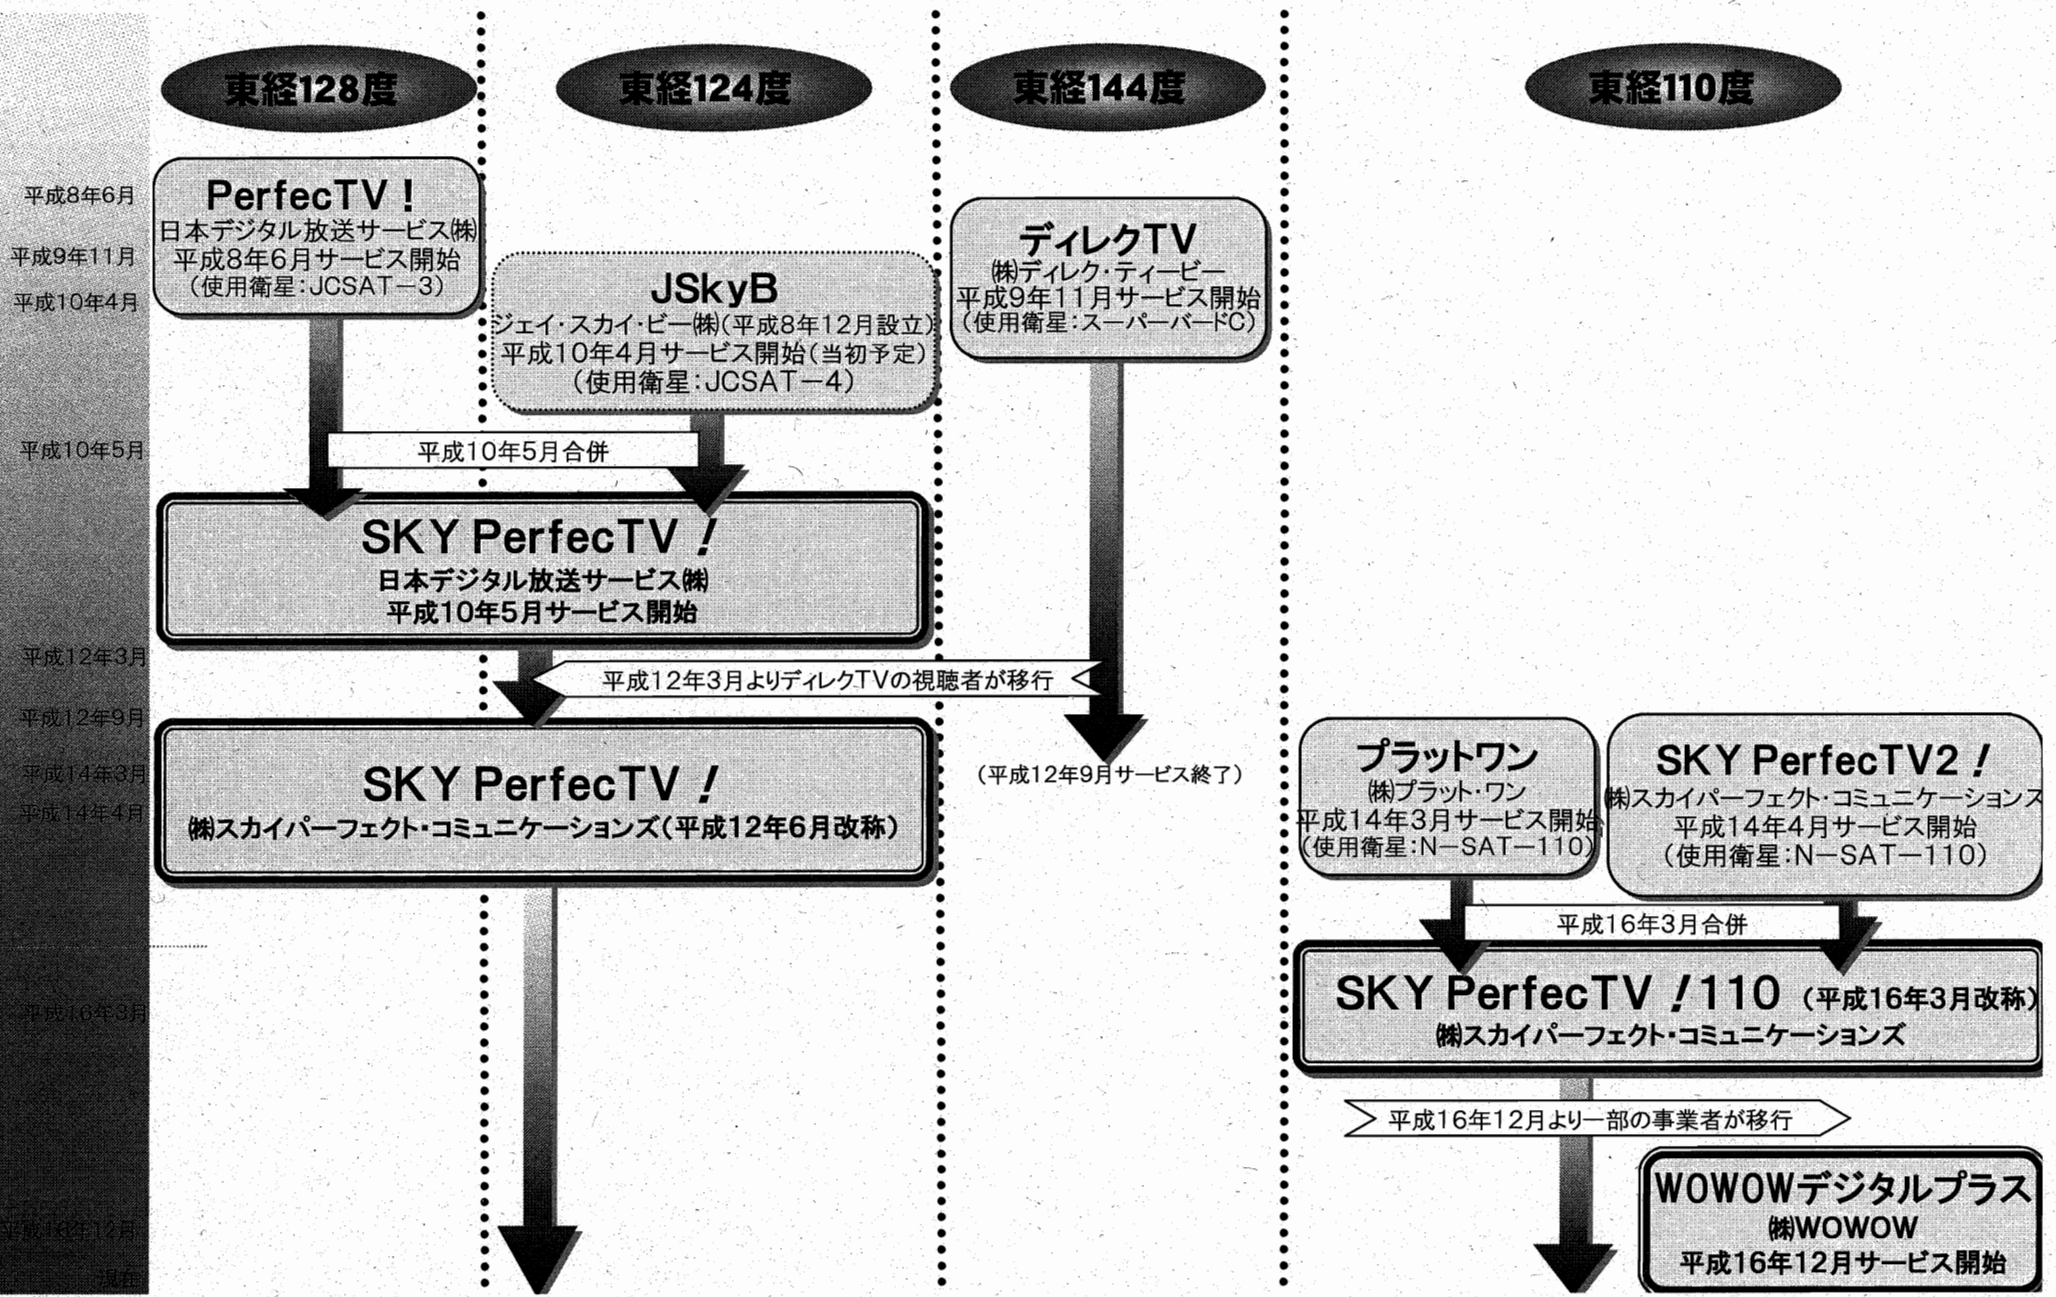 東経128度
東経124度
東経144度
東経110度
平成8年6月
平成9年11月
平成10年4月
平成10年5月
平成12年3月
平成12年9月
平成14年3月
平成14年4月
平成16年3月
平成16年12月
現在
PerfecTV！
日本デジタル放送サービス㈱
平成8年6月サービス開始
（使用衛星：JCSAT－3）
JSkyB
ジェイ・スカイ・ビー㈱（平成8年12月設立）
平成10年4月サービス開始（当初予定）
（使用衛星：JCSAT－4）
ディレクTV
㈱ディレク・ティービー
平成9年11月サービス開始
（使用衛星：スーパーバードC）
平成10年5月合併
SKY PerfecTV！
日本デジタル放送サービス㈱
平成10年5月サービス開始
平成12年3月よりディレクTVの視聴者が移行
SKY PerfecTV！
㈱スカイパーフェクト・コミュニケーションズ（平成12年6月改称）
（平成12年9月サービス終了）
プラットワン
㈱プラット・ワン
平成14年3月サービス開始
（使用衛星：N－SAT－110）
SKY PerfecTV2！
㈱スカイパーフェクト・コミュニケーションズ
平成14年4月サービス開始
（使用衛星：N－SAT－110）
平成16年3月合併
SKY PerfecTV！110（平成16年3月改称）
㈱スカイパーフェクト・コミュニケーションズ
平成16年12月より一部の事業者が移行
WOWOWデジタルプラス
㈱WOWOW
平成16年12月サービス開始